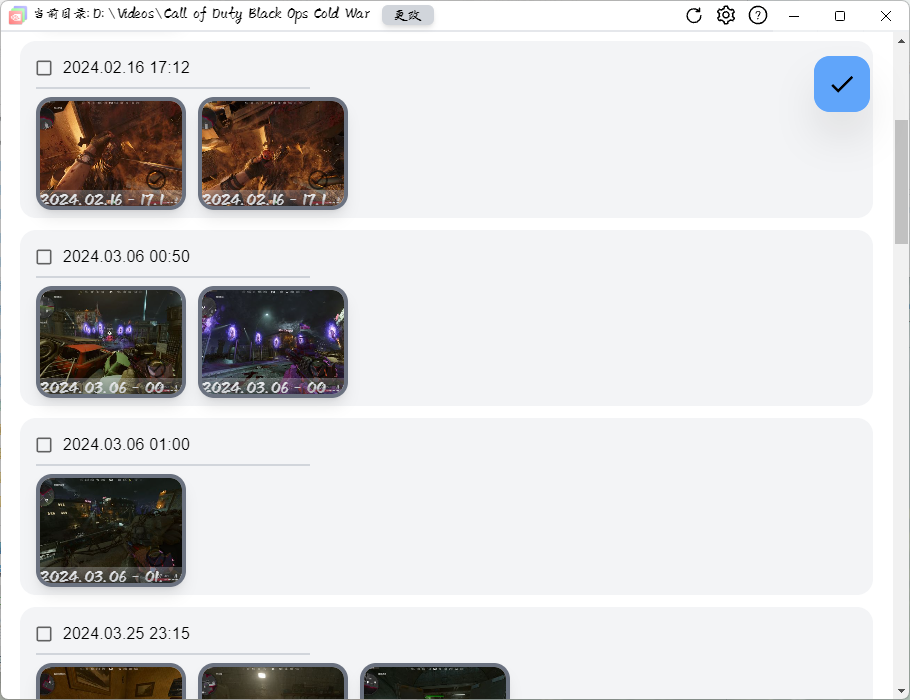 当前目录: D:\Videos\Call of Duty Black Ops Cold War 更改
2024.02.16 17:12
2024.02.16 - 17.1...
2024.02.16 - 17.1...
2024.03.06 00:50
2024.03.06 - 00....
2024.03.06 - 00....
2024.03.06 01:00
2024.03.06 - 01....
2024.03.25 23:15